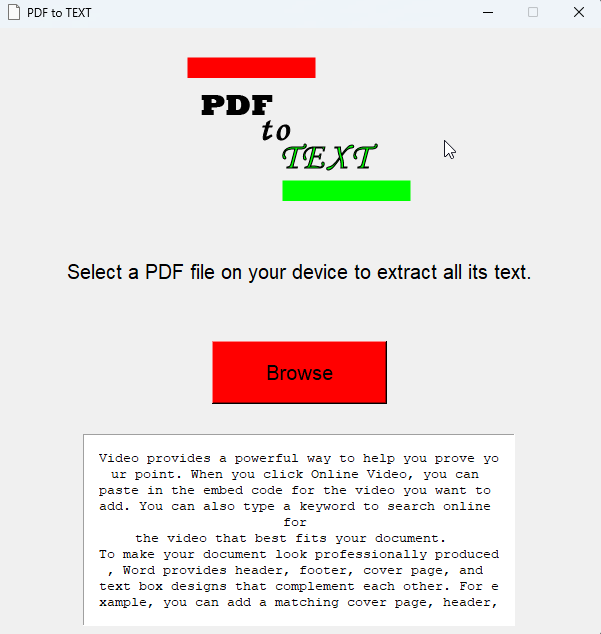 PDF to TEXT
PDF
to
TEXT
Select a PDF file on your device to extract all its text.
Browse
Video provides a powerful way to help you prove yo
ur point. When you click Online Video, you can
paste in the embed code for the video you want to
add. You can also type a keyword to search online
for
the video that best fits your document.
To make your document look professionally produced
, Word provides header, footer, cover page, and
text box designs that complement each other. For e
xample, you can add a matching cover page, header,